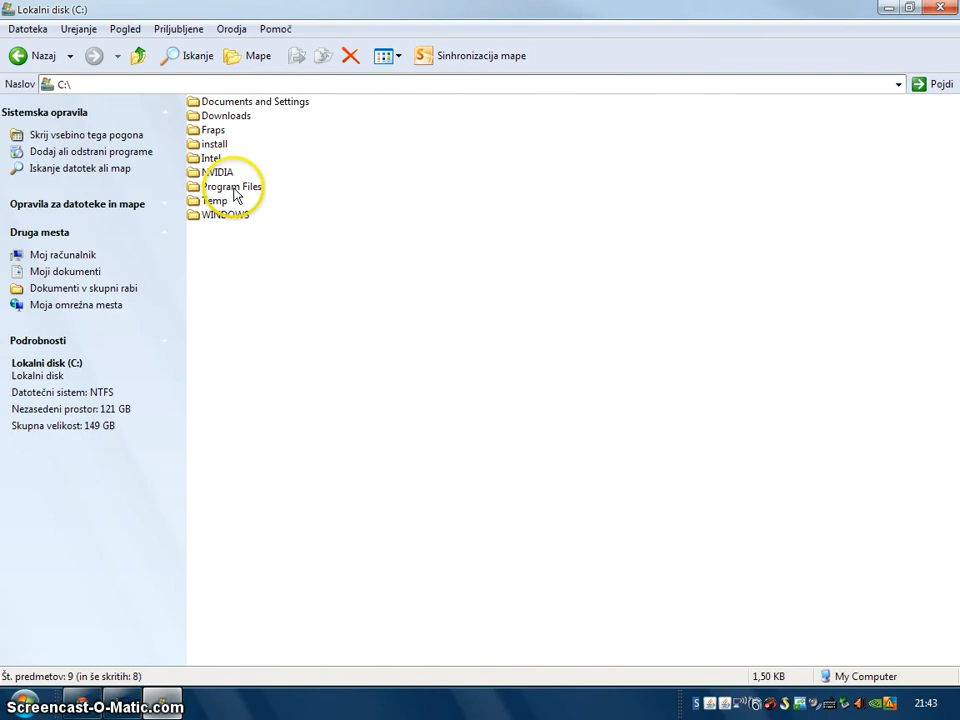 Lokalni disk (C:)
Datoteka Urejanje Pogled Priljubljene Orodja Pomoč
Nazaj Iskanje Mape Sinhronizacija mape
Naslov C:\ Pojdi
Sistemska opravila
Skrij vsebino tega pogona
Dodaj ali odstrani programe
Iskanje datotek ali map
Opravila za datoteke in mape
Druga mesta
Moj računalnik
Moji dokumenti
Dokumenti v skupni rabi
Moja omrežna mesta
Podrobnosti
Lokalni disk (C:)
Lokalni disk
Datotečni sistem: NTFS
Nezasedeni prostor: 121 GB
Skupna velikost: 149 GB
Documents and Settings
Downloads
Fraps
install
Intel
NVIDIA
Program Files
Temp
WINDOWS
Št. predmetov: 9 (in še skritih: 8) 1,50 KB My Computer
Screencast-O-Matic.com 21:43